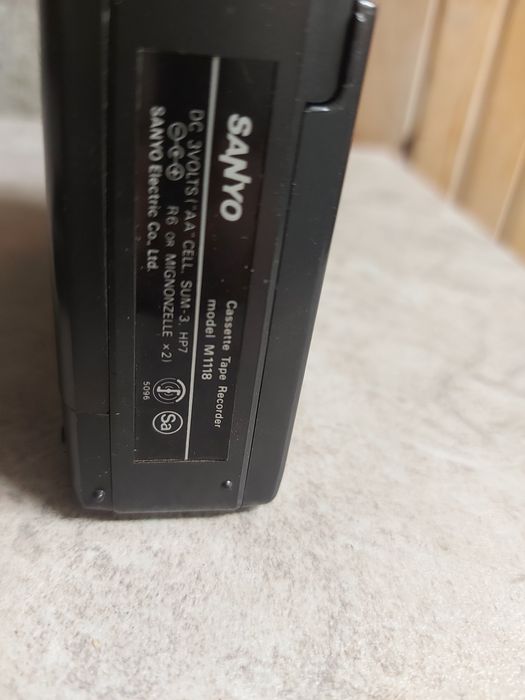 SANYO
Cassette Tape Recorder
model M1118
DC 3VOLTS ("AA" CELL, SUM-3, HP7
R6 OR MIGNONZELLE x 2)
SANYO Electric Co., Ltd.
Sa
5096